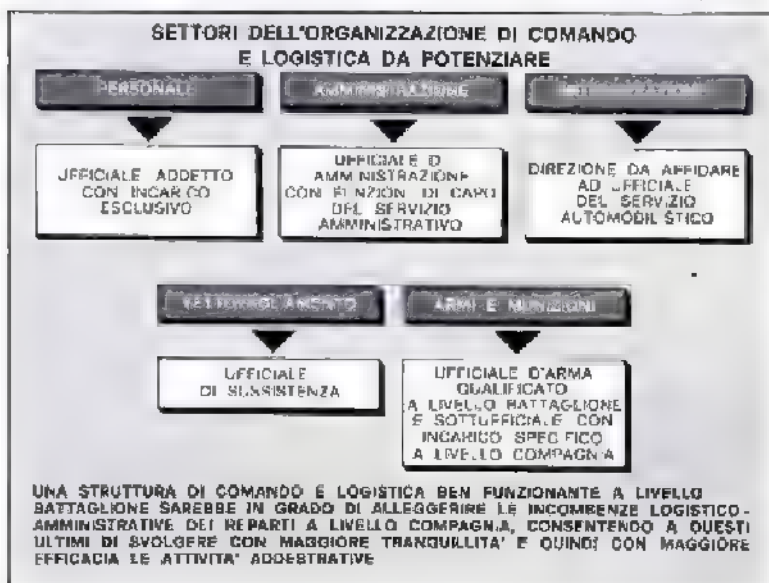 SETTORI DELL'ORGANIZZAZIONE DI COMANDO
E LOGISTICA DA POTENZIARE
PERSONALE
UFFICIALE ADDETTO
CON INCARICO
ESCLUSIVO
AMMINISTRAZIONE
UFFICIALE D
AMMINISTRAZIONE
CON FUNZION DI CAPO
DEL SERVIZIO
AMMINISTRATIVO
DIREZIONE DA AFFIDARE
AD UFFICIALE
DEL SERVIZIO
AUTOMOBILISTICO
VETTOVAGLIAMENTO
UFFICIALE
DI SUSSISTENZA
ARMI E MUNIZIONI
UFFICIALE D'ARMA
QUALIFICATO
A LIVELLO BATTAGLIONE
E SOTTUFFICIALE CON
INCARICO SPECIFICO
A LIVELLO COMPAGNIA
UNA STRUTTURA DI COMANDO E LOGISTICA BEN FUNZIONANTE A LIVELLO
BATTAGLIONE SAREBBE IN GRADO DI ALLEGGERIRE LE INCOMBENZE LOGISTICO-
AMMINISTRATIVE DEI REPARTI A LIVELLO COMPAGNIA, CONSENTENDO A QUESTI
ULTIMI DI SVOLGERE CON MAGGIORE TRANQUILLITA' E QUINDI CON MAGGIORE
EFFICACIA LE ATTIVITA' ADDESTRATIVE